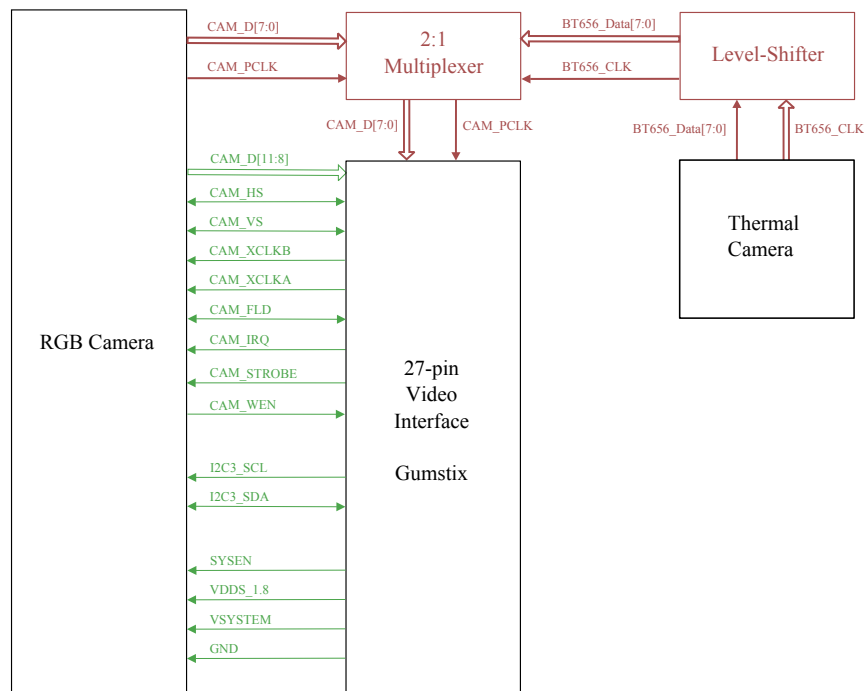 CAM_D[7:0]
CAM_PCLK
2:1
Multiplexer
BT656_Data[7:0]
BT656_CLK
Level-Shifter
CAM_D[7:0]
CAM_PCLK
BT656_Data[7:0]
BT656_CLK
Thermal
Camera
RGB Camera
CAM_D[11:8]
CAM_HS
CAM_VS
CAM_XCLKB
CAM_XCLKA
CAM_FLD
CAM_IRQ
CAM_STROBE
CAM_WEN
I2C3_SCL
I2C3_SDA
SYSEN
VDDS_1.8
VSYSTEM
GND
27-pin
Video
Interface
Gumstix